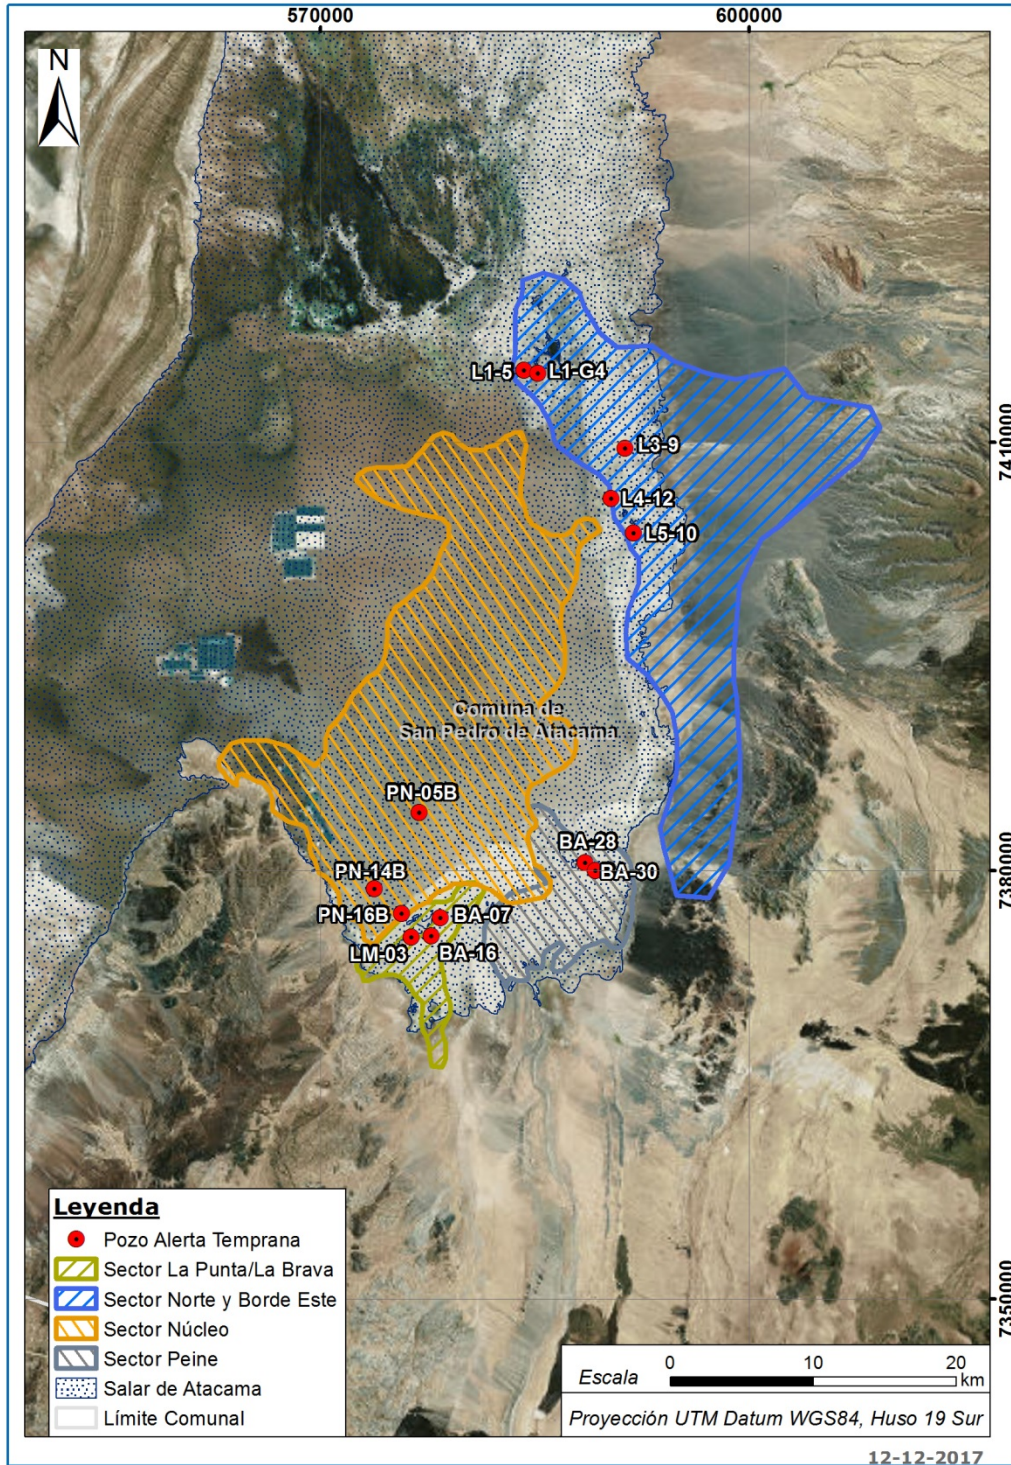 570000
600000
N
L1-5
L1-G4
L3-9
7410000
L4-12
L5-10
Comuna de
San Pedro de Atacama
PN-05B
BA-28
BA-30
7380000
PN-14B
PN-16B
BA-07
LM-03
BA-16
7350000
Leyenda
Pozo Alerta Temprana
Sector La Punta/La Brava
Sector Norte y Borde Este
Sector Núcleo
Sector Peine
Salar de Atacama
Límite Comunal
Escala
0 10 20
km
Proyección UTM Datum WGS84, Huso 19 Sur
12-12-2017